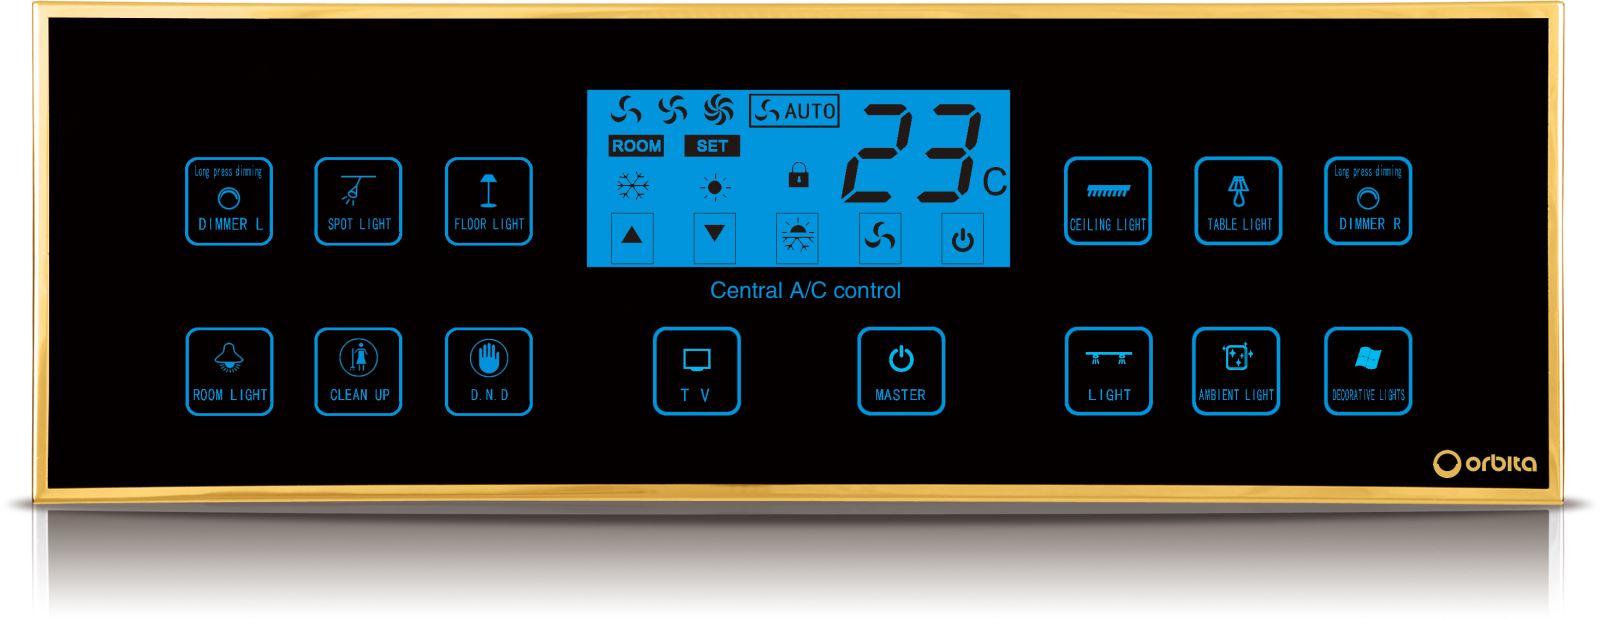 AUTO
23
C
ROOM SET
Central A/C control
Long press dimming
DIMMER L
SPOT LIGHT
FLOOR LIGHT
CEILING LIGHT
TABLE LIGHT
Long press dimming
DIMMER R
ROOM LIGHT
CLEAN UP
D.N.D
TV
MASTER
LIGHT
AMBIENT LIGHT
DECORATIVE LIGHTS
orbita